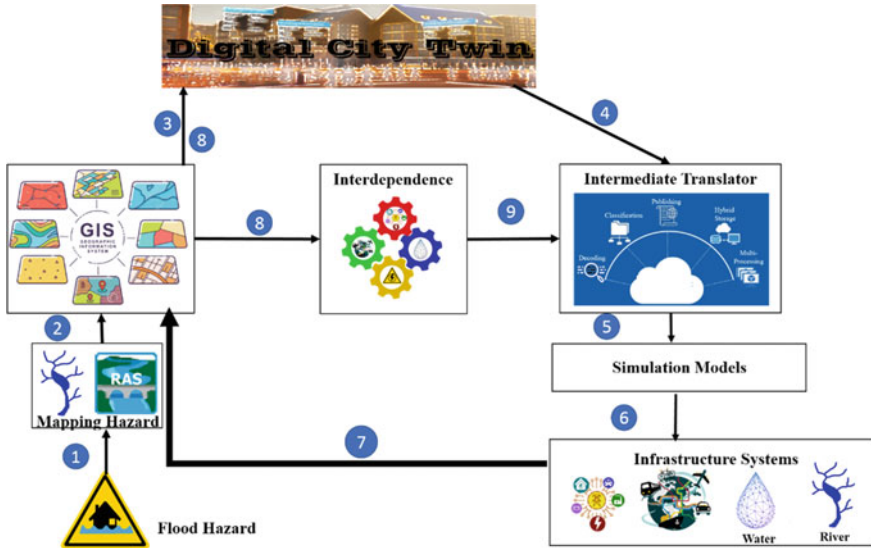 Digital City Twin
3
8
4
GIS
GEOGRAPHIC
INFORMATION
SYSTEM
8
Interdependence
9
Intermediate Translator
Classification
Publishing
Hybrid
Storage
Decoding
Multi-
Processing
2
RAS
Mapping Hazard
5
Simulation Models
6
1
7
Infrastructure Systems
Flood Hazard
Water
River